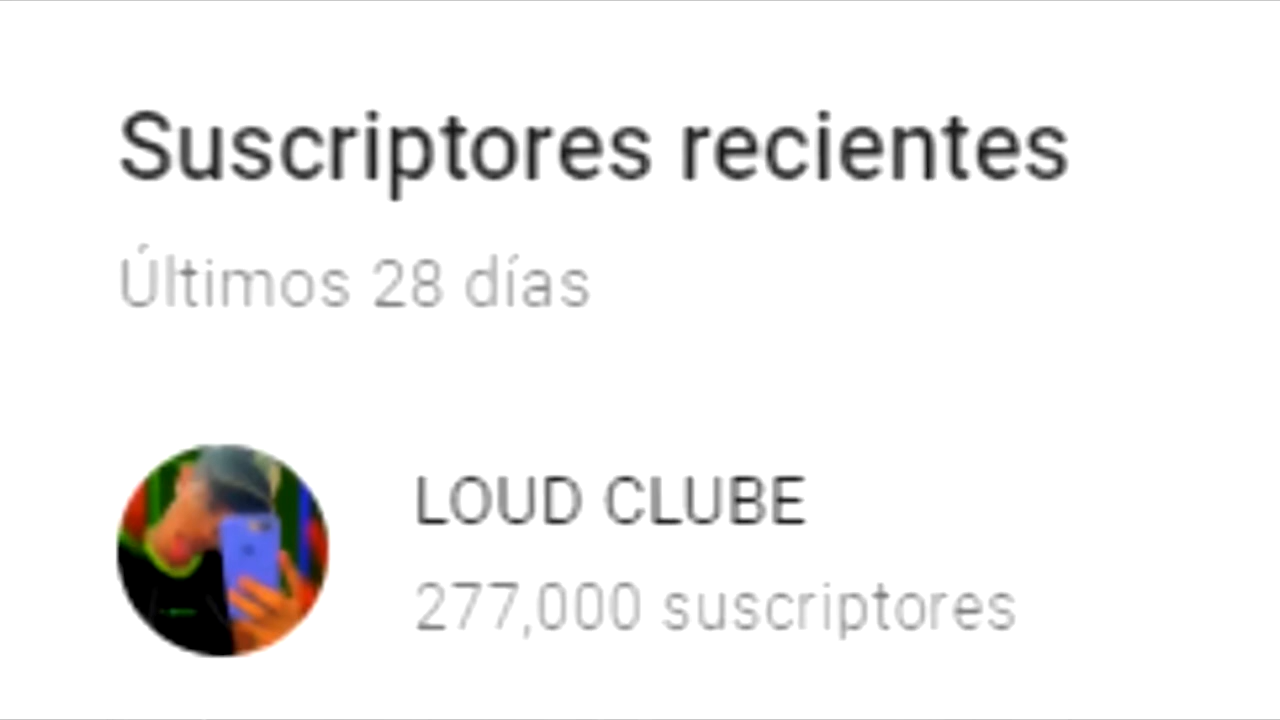 Suscriptores recientes
Últimos 28 días
LOUD CLUBE
277,000 suscriptores